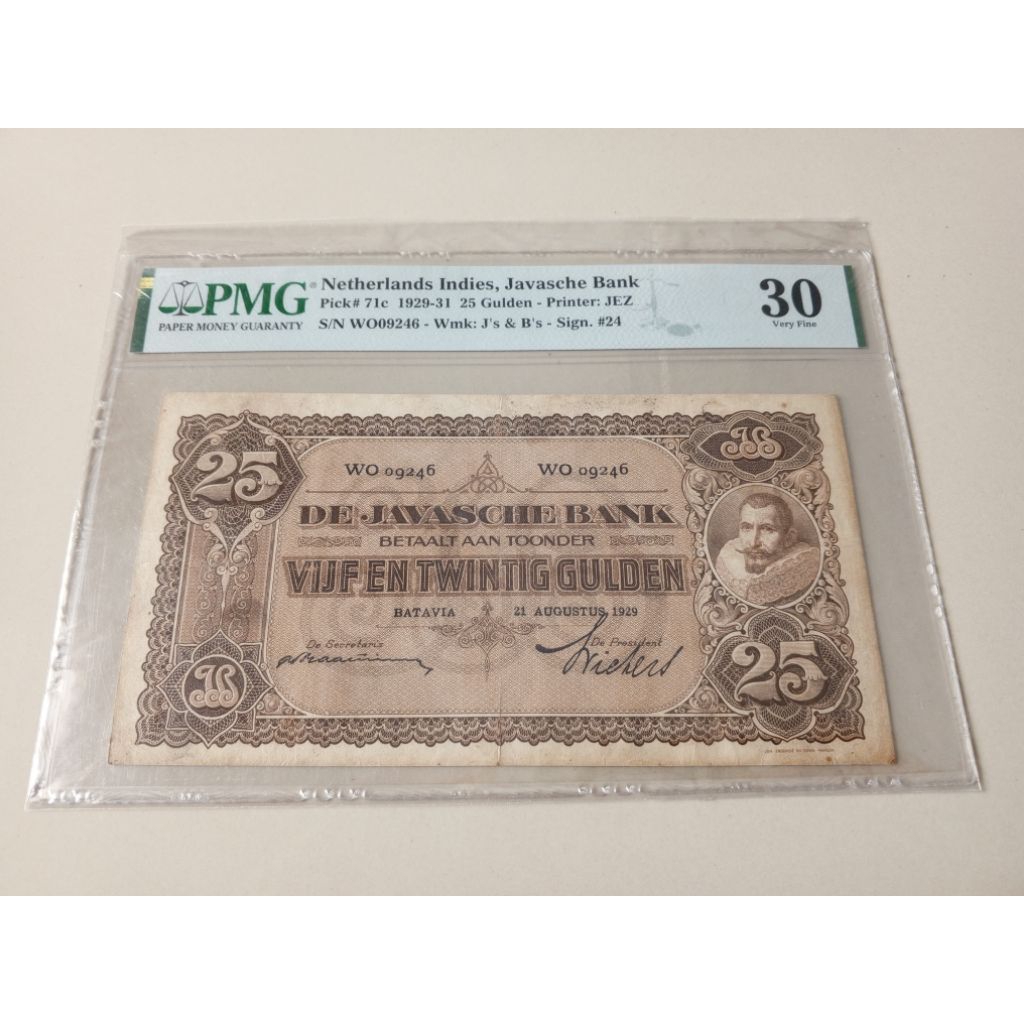 PMG®
PAPER MONEY GUARANTY
Netherlands Indies, Javasche Bank
Pick# 71c 1929-31 25 Gulden - Printer: JEZ
S/N WO09246 - Wmk: J's & B's - Sign. #24
30
Very Fine
25
WO 09246 WO 09246
DE JAVASCHE BANK
BETAALT AAN TOONDER
VIJF EN TWINTIG GULDEN
BATAVIA 21 AUGUSTUS 1929
De Secretaris De President
25